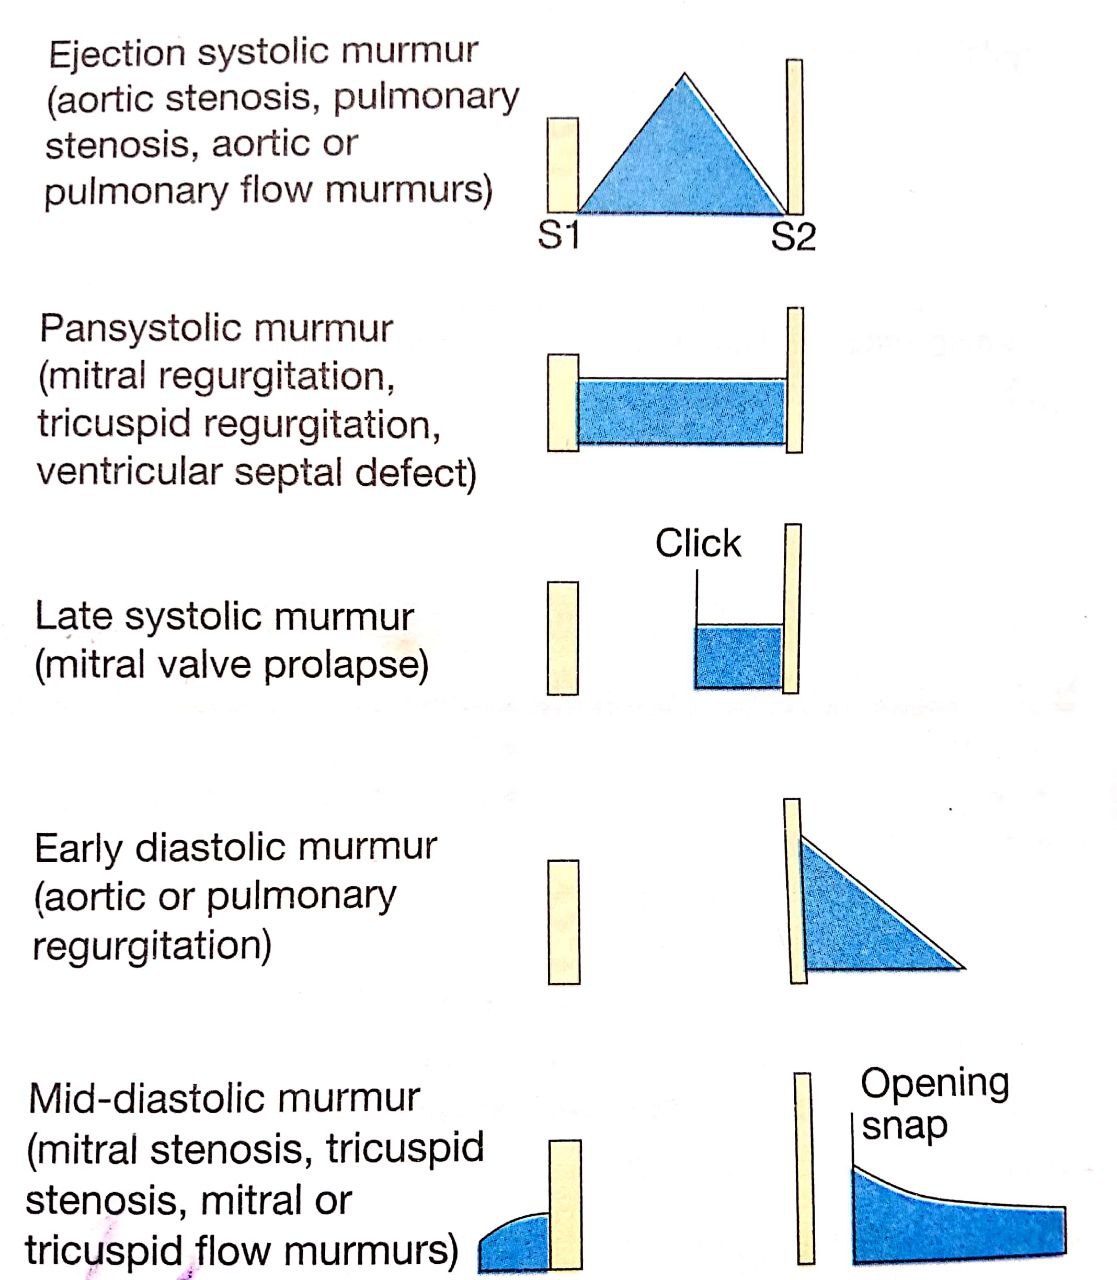 Ejection systolic murmur
(aortic stenosis, pulmonary
stenosis, aortic or
pulmonary flow murmurs)
S1
S2
Pansystolic murmur
(mitral regurgitation,
tricuspid regurgitation,
ventricular septal defect)
Click
Late systolic murmur
(mitral valve prolapse)
Early diastolic murmur
(aortic or pulmonary
regurgitation)
Opening
snap
Mid-diastolic murmur
(mitral stenosis, tricuspid
stenosis, mitral or
tricuspid flow murmurs)